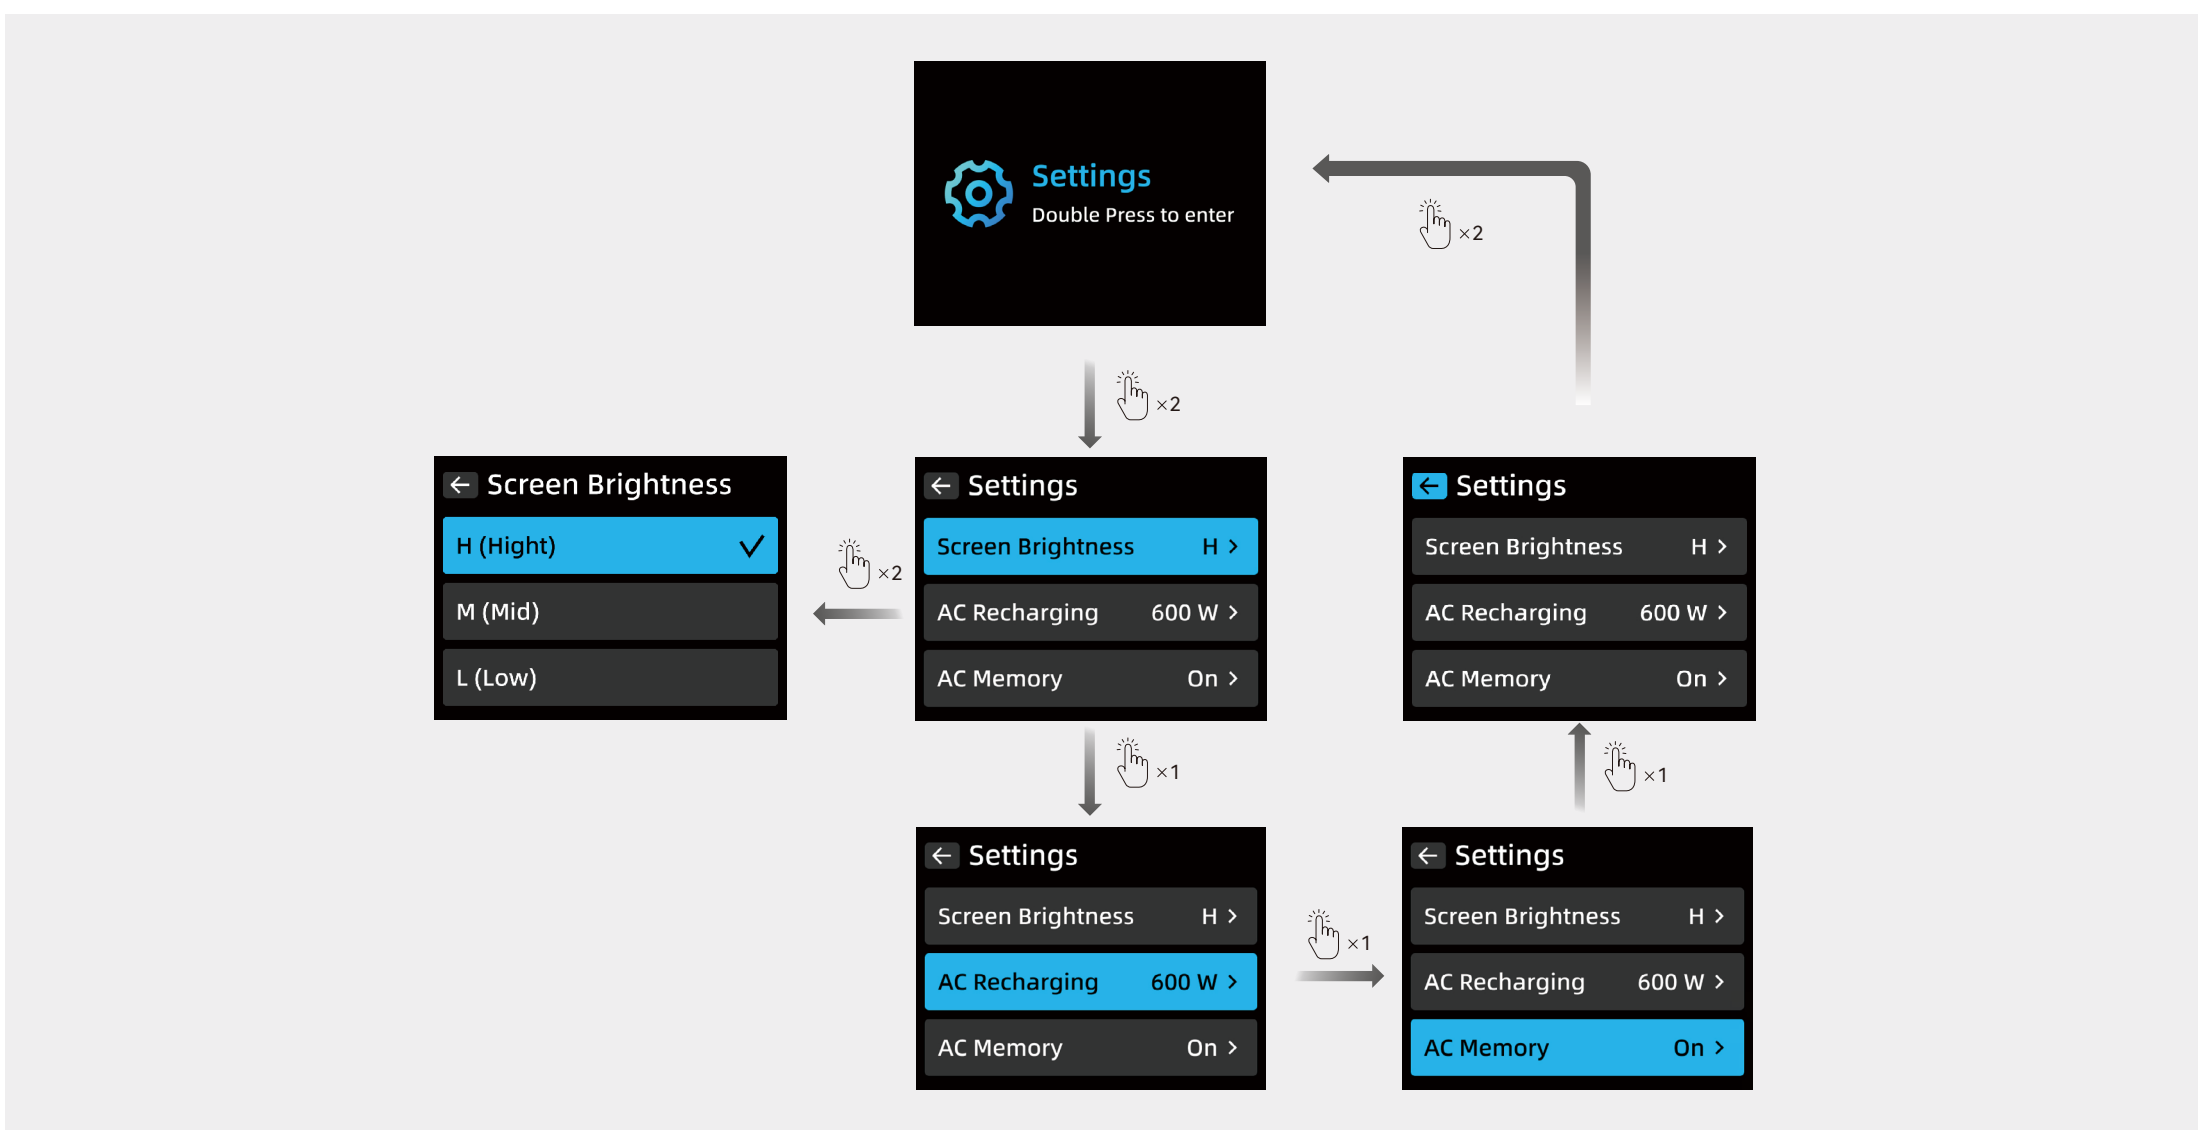 Settings
Double Press to enter
×2
×2
Screen Brightness
H (Hight)
M (Mid)
L (Low)
×2
Settings
Screen Brightness H
AC Recharging 600 W
AC Memory On
Settings
Screen Brightness H
AC Recharging 600 W
AC Memory On
×1
×1
Settings
Screen Brightness H
AC Recharging 600 W
AC Memory On
×1
Settings
Screen Brightness H
AC Recharging 600 W
AC Memory On